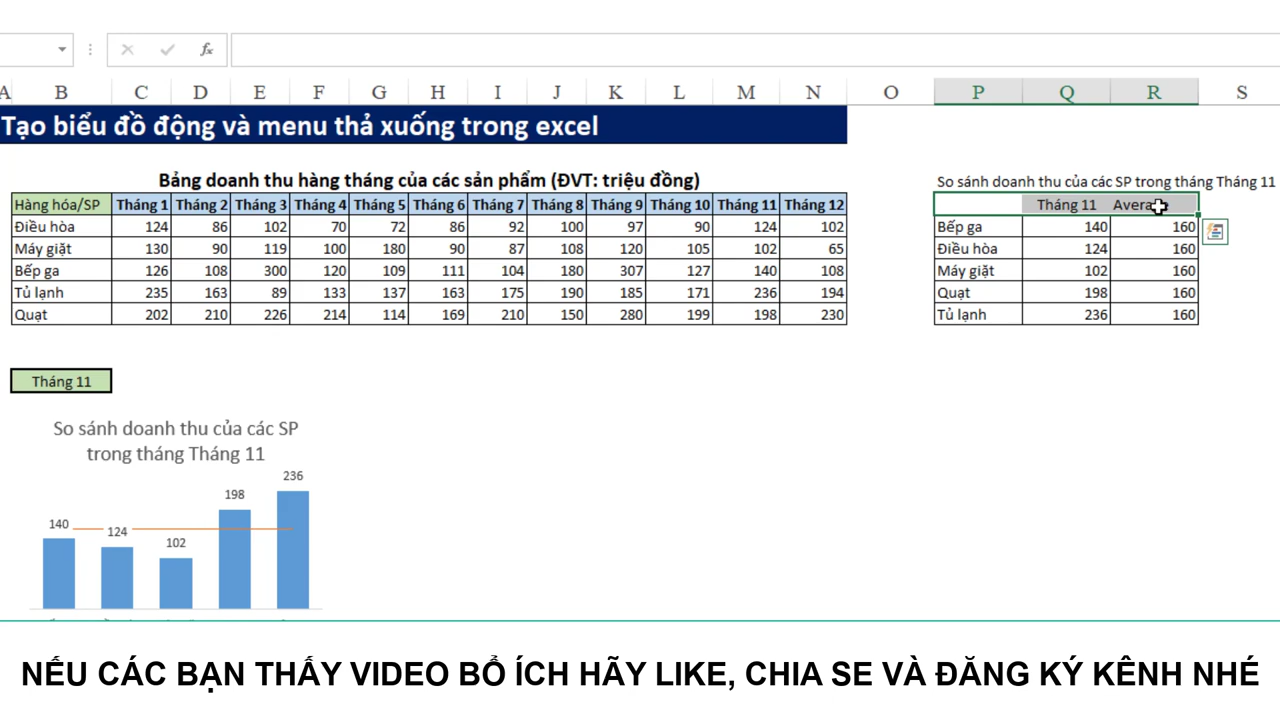 fx
A B C D E F G H I J K L M N O P Q R S
Tạo biểu đồ động và menu thả xuống trong excel
Bảng doanh thu hàng tháng của các sản phẩm (ĐVT: triệu đồng)
Hàng hóa/SP Tháng 1 Tháng 2 Tháng 3 Tháng 4 Tháng 5 Tháng 6 Tháng 7 Tháng 8 Tháng 9 Tháng 10 Tháng 11 Tháng 12
Điều hòa 124 86 102 70 72 86 92 100 97 90 124 102
Máy giặt 130 90 119 100 180 90 87 108 120 105 102 65
Bếp ga 126 108 300 120 109 111 104 180 307 127 140 108
Tủ lạnh 235 163 89 133 137 163 175 190 185 171 236 194
Quạt 202 210 226 214 114 169 210 150 280 199 198 230
So sánh doanh thu của các SP trong tháng Tháng 11
Tháng 11
Bếp ga 140 160
Điều hòa 124 160
Máy giặt 102 160
Quạt 198 160
Tủ lạnh 236 160
Tháng 11
So sánh doanh thu của các SP
trong tháng Tháng 11
140 124 102 198 236
NẾU CÁC BẠN THẤY VIDEO BỔ ÍCH HÃY LIKE, CHIA SE VÀ ĐĂNG KÝ KÊNH NHÉ